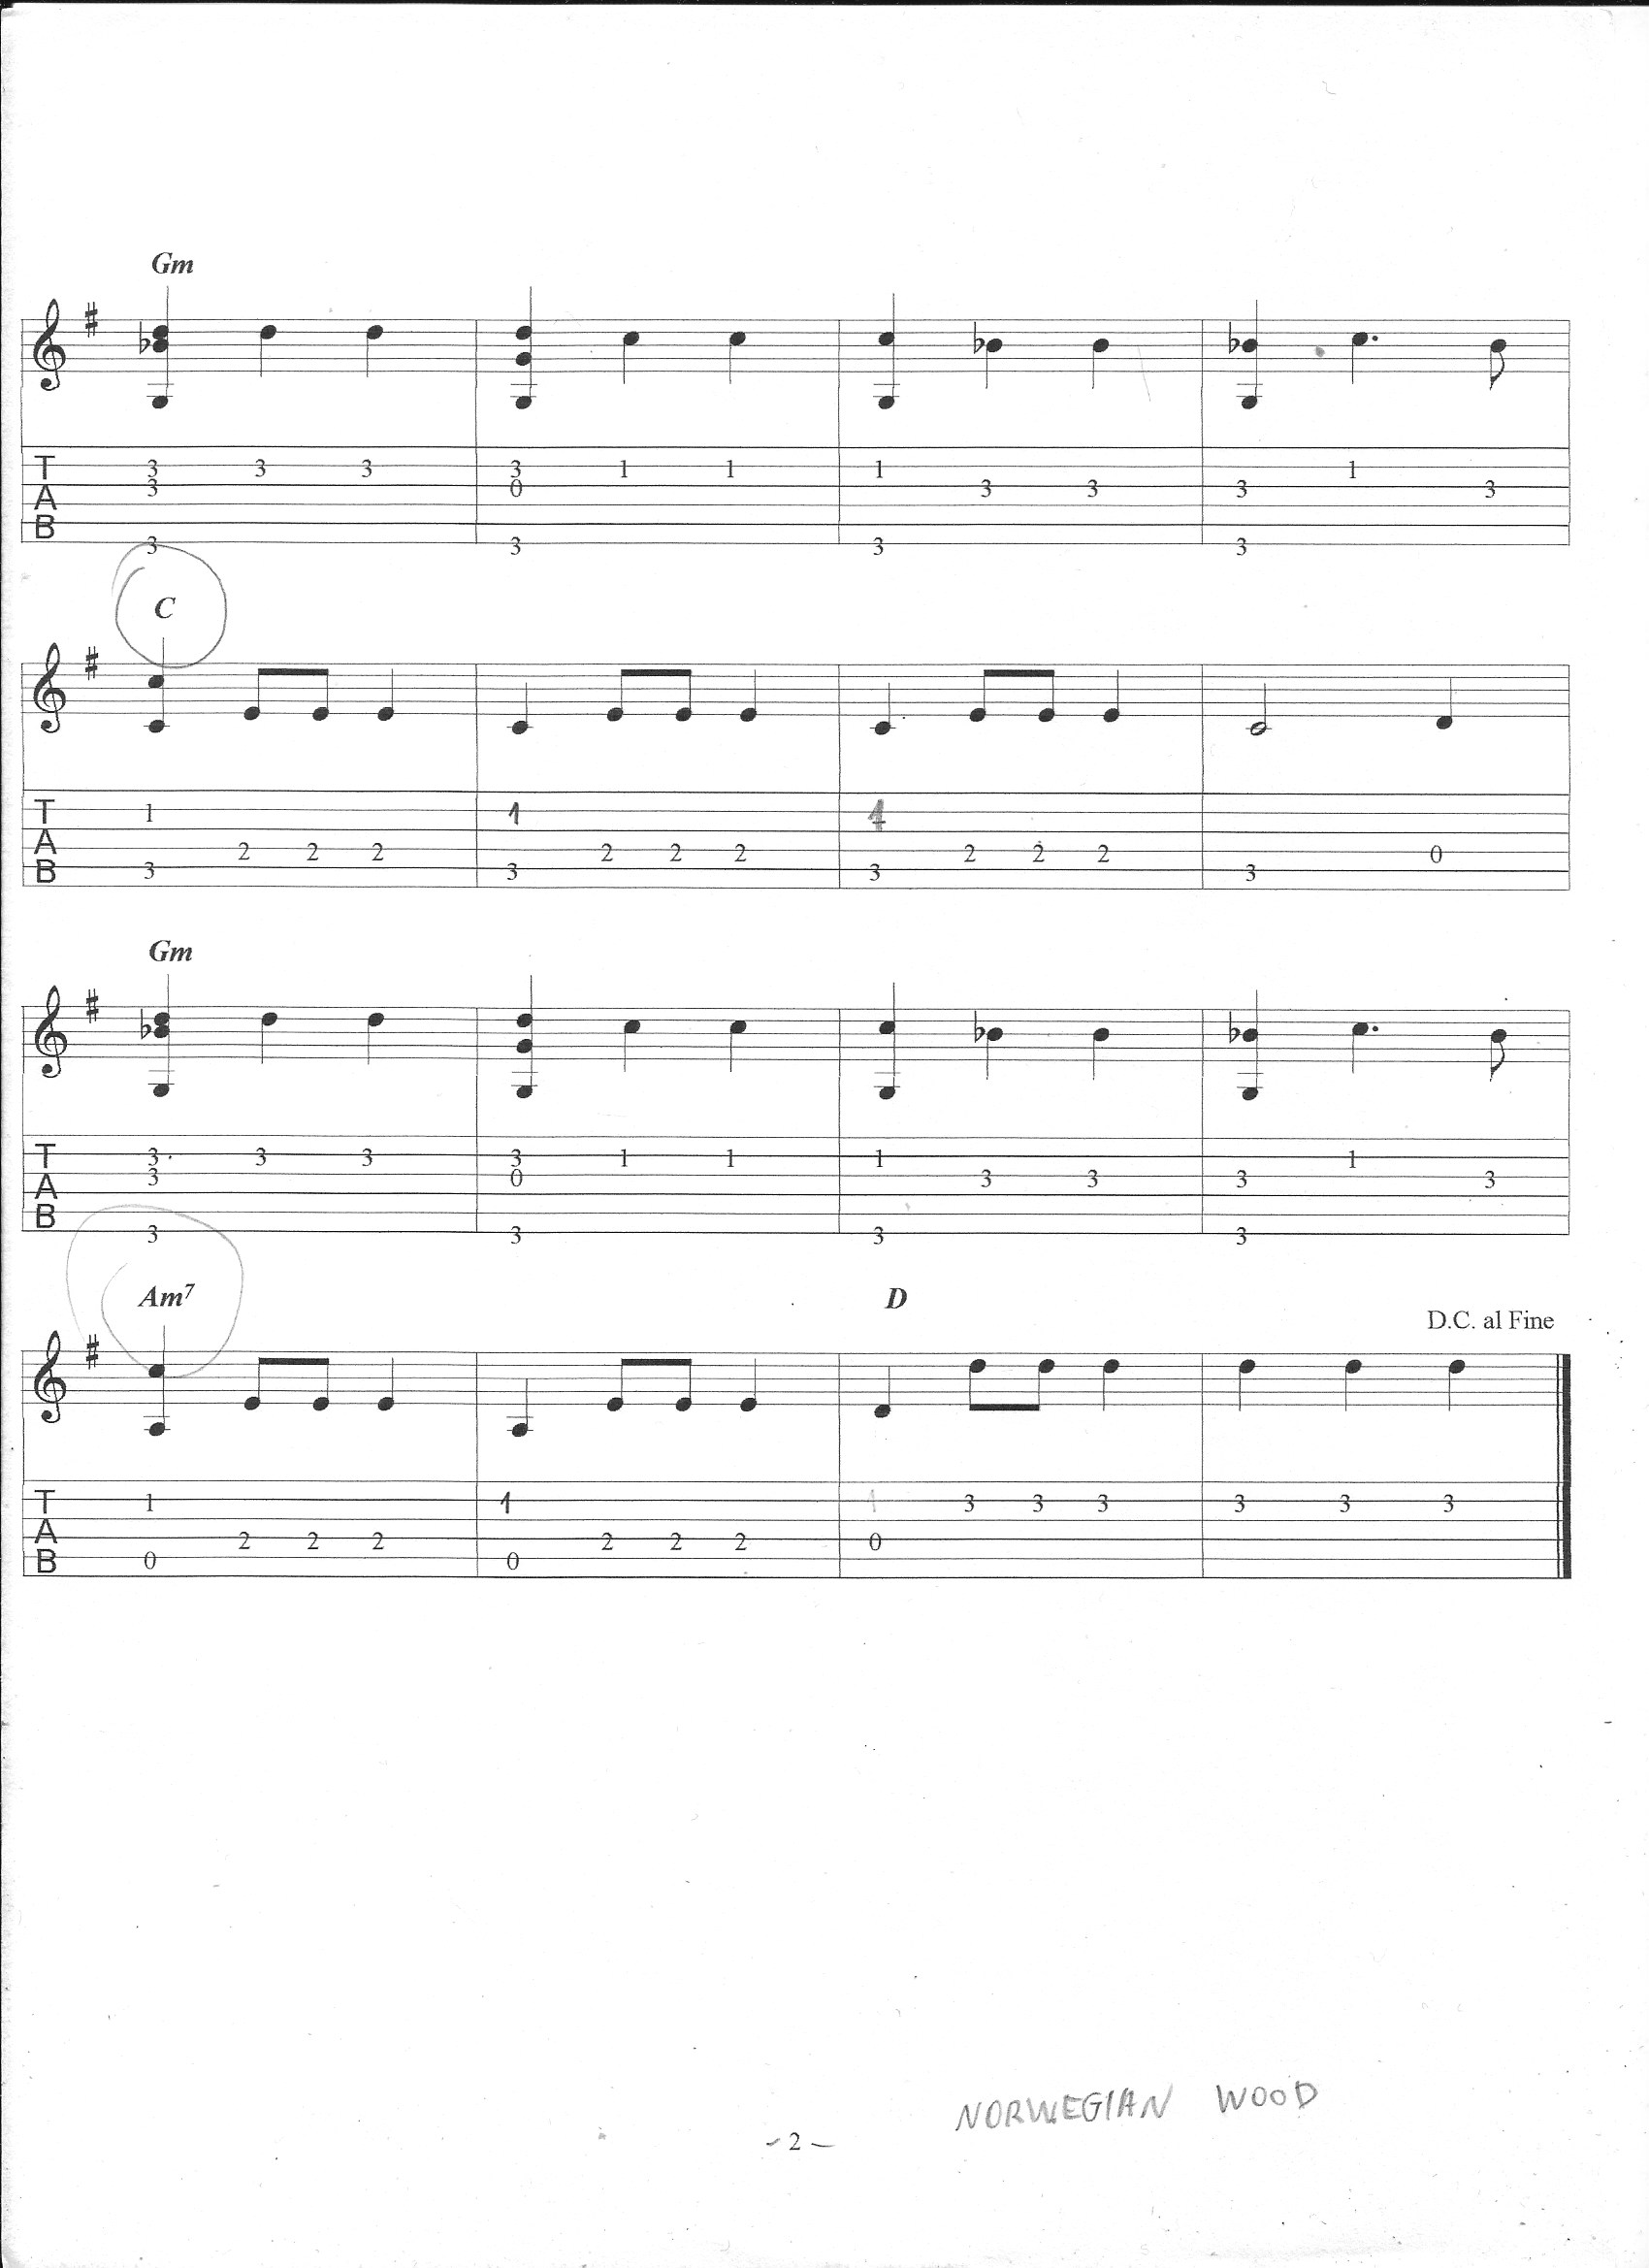 Gm
T 3 3 3 3 1 1 1 3 3 3 1 3
A 3 0
B 3 3 3 3
C
T 1 1 1
A 2 2 2 2 2 2 2 2 2 0
B 3 3 3 3
Gm
T 3 3 3 3 1 1 1 3 3 3 1 3
A 3 0
B 3 3 3 3
Am7 D
D.C. al Fine
T 1 1 1 3 3 3 3 3 3
A 2 2 2 2 2 2 0
B 0 0
NORWEGIAN WOOD
- 2 -